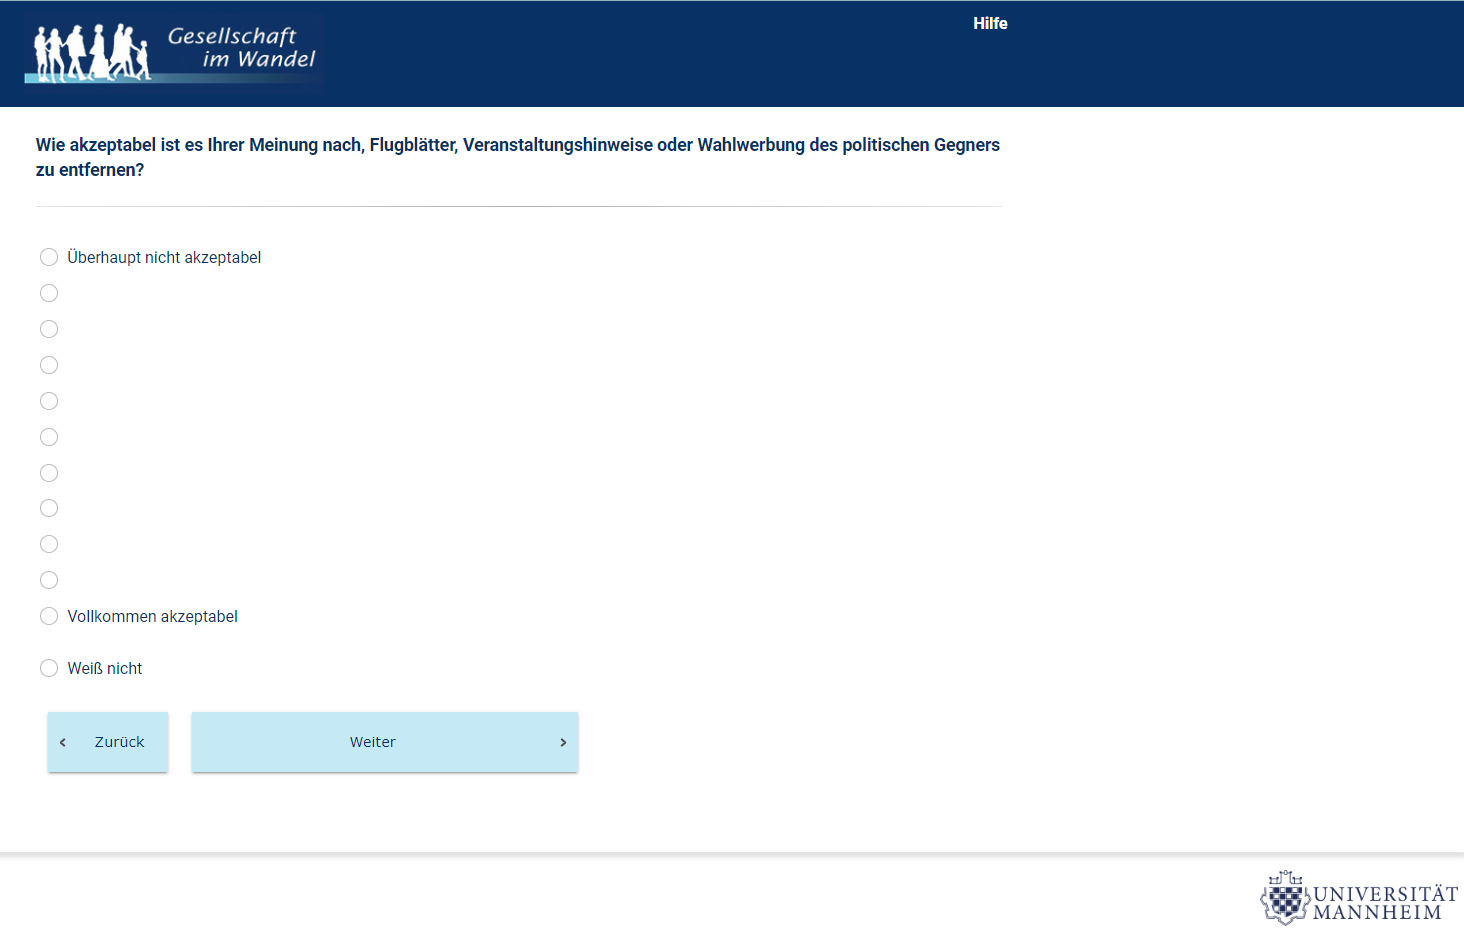 Gesellschaft
im Wandel
Hilfe
Wie akzeptabel ist es Ihrer Meinung nach, Flugblätter, Veranstaltungshinweise oder Wahlwerbung des politischen Gegners
zu entfernen?
Überhaupt nicht akzeptabel
Vollkommen akzeptabel
Weiß nicht
Zurück
Weiter
UNIVERSITÄT
MANNHEIM